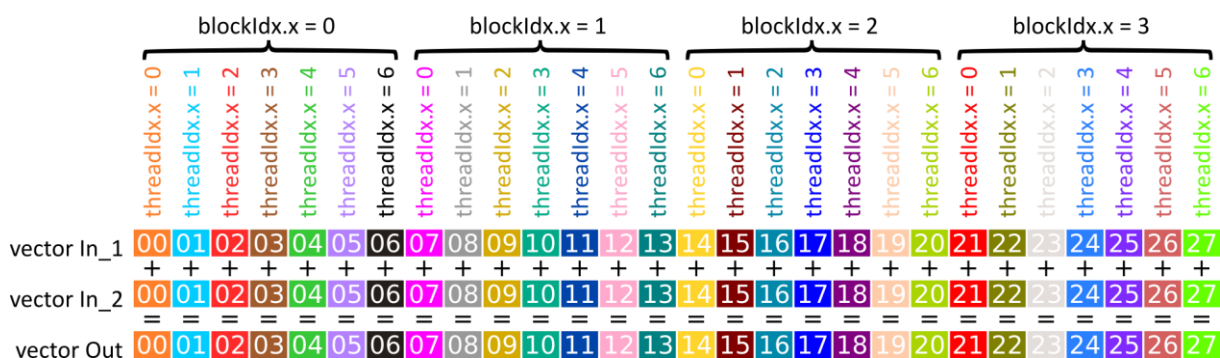 blockIdx.x = 0 blockIdx.x = 1 blockIdx.x = 2 blockIdx.x = 3
threadIdx.x = 0 threadIdx.x = 1 threadIdx.x = 2 threadIdx.x = 3 threadIdx.x = 4 threadIdx.x = 5 threadIdx.x = 6 threadIdx.x = 0 threadIdx.x = 1 threadIdx.x = 2 threadIdx.x = 3 threadIdx.x = 4 threadIdx.x = 5 threadIdx.x = 6 threadIdx.x = 0 threadIdx.x = 1 threadIdx.x = 2 threadIdx.x = 3 threadIdx.x = 4 threadIdx.x = 5 threadIdx.x = 6 threadIdx.x = 0 threadIdx.x = 1 threadIdx.x = 2 threadIdx.x = 3 threadIdx.x = 4 threadIdx.x = 5 threadIdx.x = 6
vector In_1 00 01 02 03 04 05 06 07 08 09 10 11 12 13 14 15 16 17 18 19 20 21 22 23 24 25 26 27
+ + + + + + + + + + + + + + + + + + + + + + + + + + + +
vector In_2 00 01 02 03 04 05 06 07 08 09 10 11 12 13 14 15 16 17 18 19 20 21 22 23 24 25 26 27
= = = = = = = = = = = = = = = = = = = = = = = = = = = =
vector Out 00 01 02 03 04 05 06 07 08 09 10 11 12 13 14 15 16 17 18 19 20 21 22 23 24 25 26 27